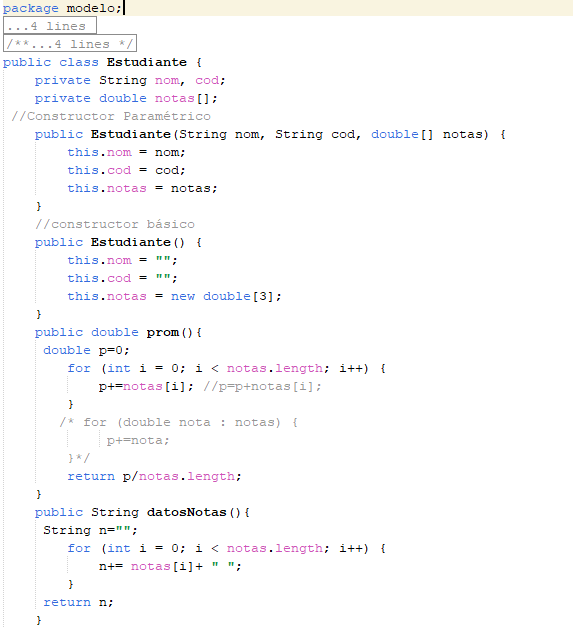 package modelo;
...4 lines
/**...4 lines */
public class Estudiante {
    private String nom, cod;
    private double notas[];
 //Constructor Paramétrico
    public Estudiante(String nom, String cod, double[] notas) {
        this.nom = nom;
        this.cod = cod;
        this.notas = notas;
    }
    //constructor básico
    public Estudiante() {
        this.nom = "";
        this.cod = "";
        this.notas = new double[3];
    }
    public double prom(){
     double p=0;
        for (int i = 0; i < notas.length; i++) {
            p+=notas[i]; //p=p+notas[i];
        }
       /* for (double nota : notas) {
             p+=nota;
        }*/
        return p/notas.length;
    }
    public String datosNotas(){
     String n="";
        for (int i = 0; i < notas.length; i++) {
            n+= notas[i]+ " ";
        }
     return n;
    }